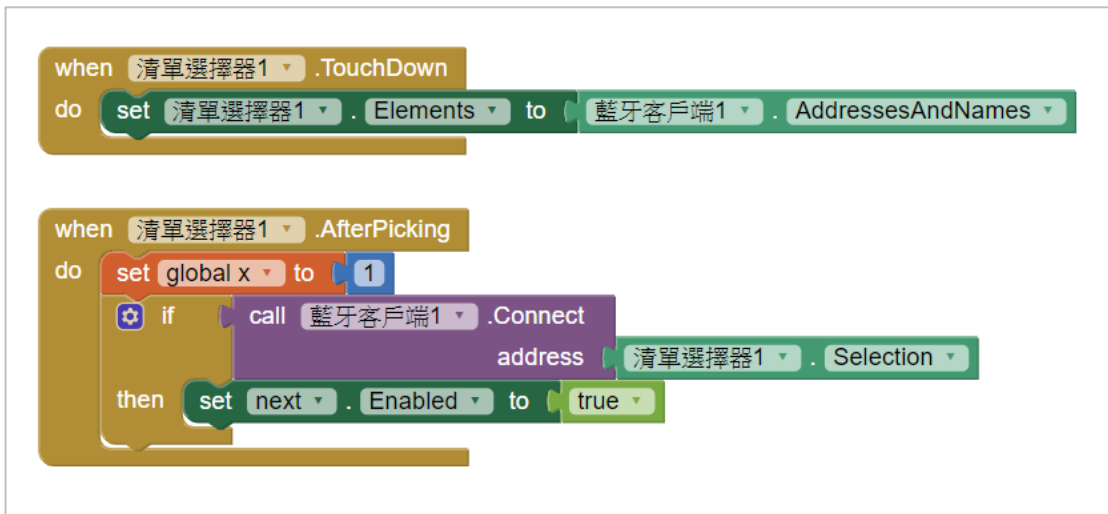 when 清單選擇器1 .TouchDown
do set 清單選擇器1 . Elements to 藍牙客戶端1 . AddressesAndNames
when 清單選擇器1 .AfterPicking
do set global x to 1
if call 藍牙客戶端1 .Connect
address 清單選擇器1 . Selection
then set next . Enabled to true